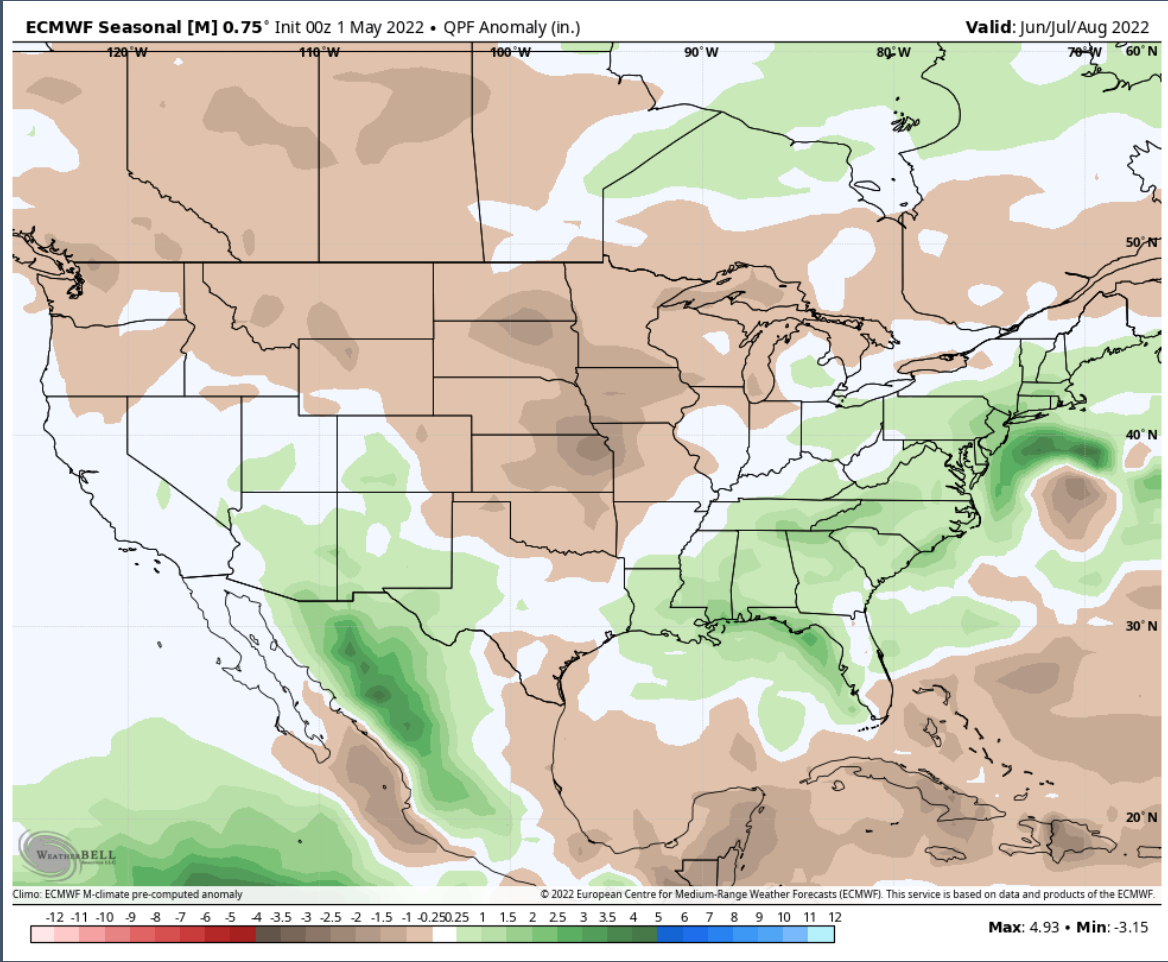 ECMWF Seasonal [M] 0.75° Init 00z 1 May 2022 • QPF Anomaly (in.)
Valid: Jun/Jul/Aug 2022
120°W 110°W 100°W 90°W 80°W 70°W 60°N
50°N
40°N
30°N
20°N
WEATHERBELL
Climo: ECMWF M-climate pre-computed anomaly
© 2022 European Centre for Medium-Range Weather Forecasts (ECMWF). This service is based on data and products of the ECMWF.
-12 -11 -10 -9 -8 -7 -6 -5 -4 -3.5 -3 -2.5 -2 -1.5 -1 -0.25 0.25 1 1.5 2 2.5 3 3.5 4 5 6 7 8 9 10 11 12
Max: 4.93 • Min: -3.15